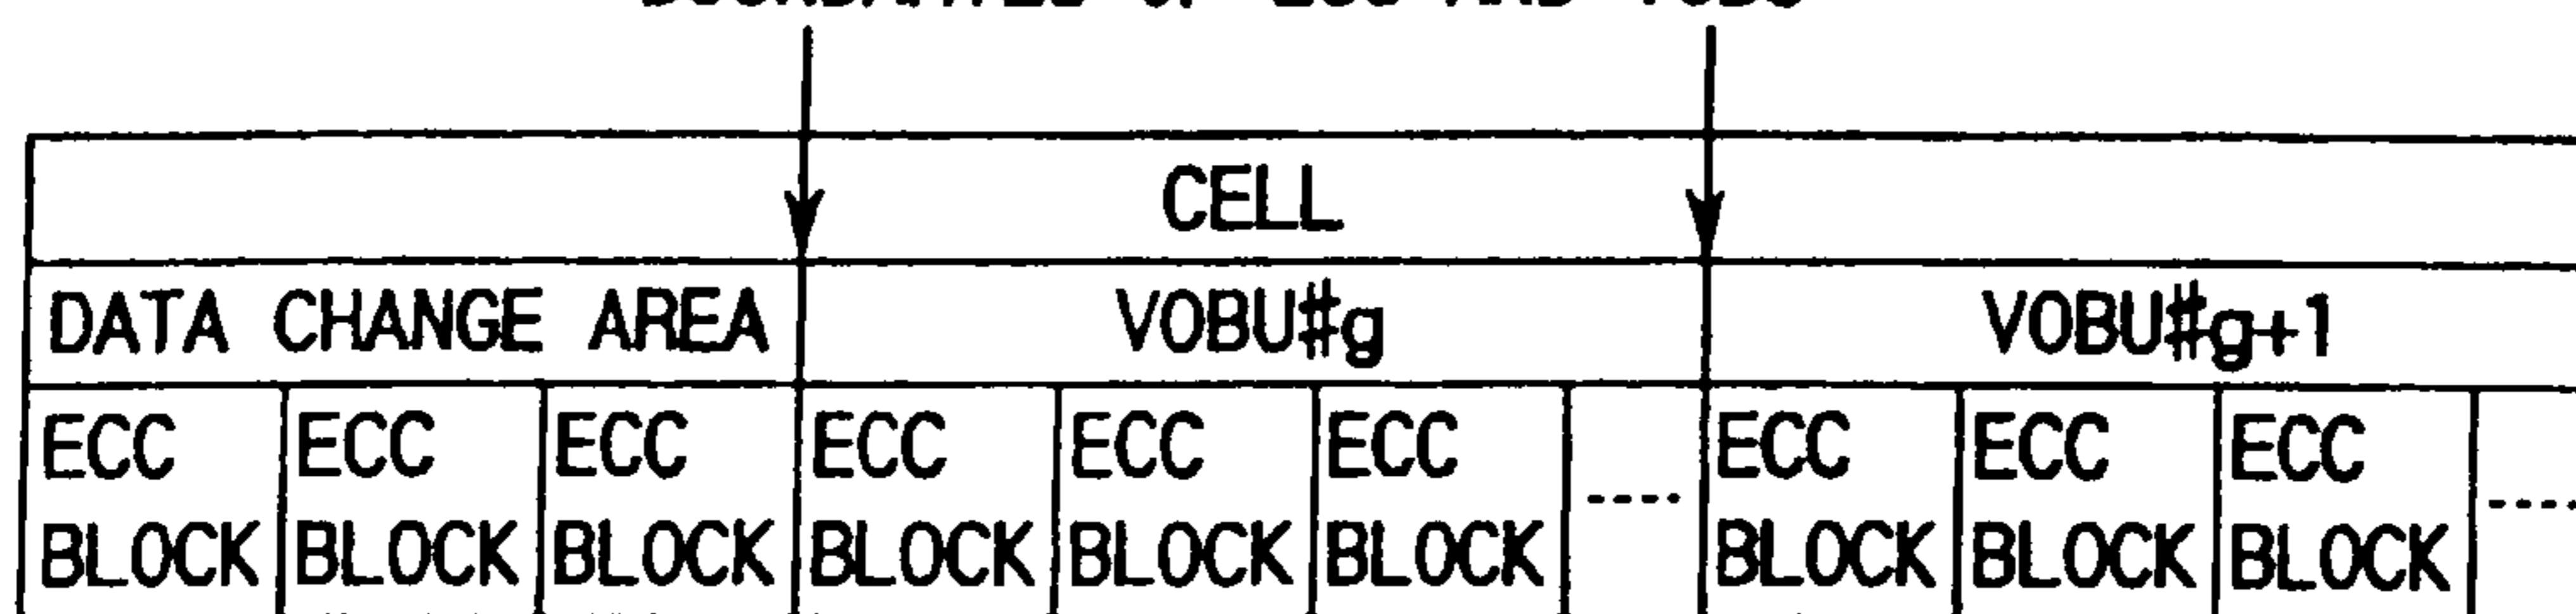 CELL
DATA CHANGE AREA VOBU#g VOBU#g+1
ECC ECC ECC ECC ECC ECC ECC ECC ECC
BLOCK BLOCK BLOCK BLOCK BLOCK BLOCK ---- BLOCK BLOCK BLOCK ----